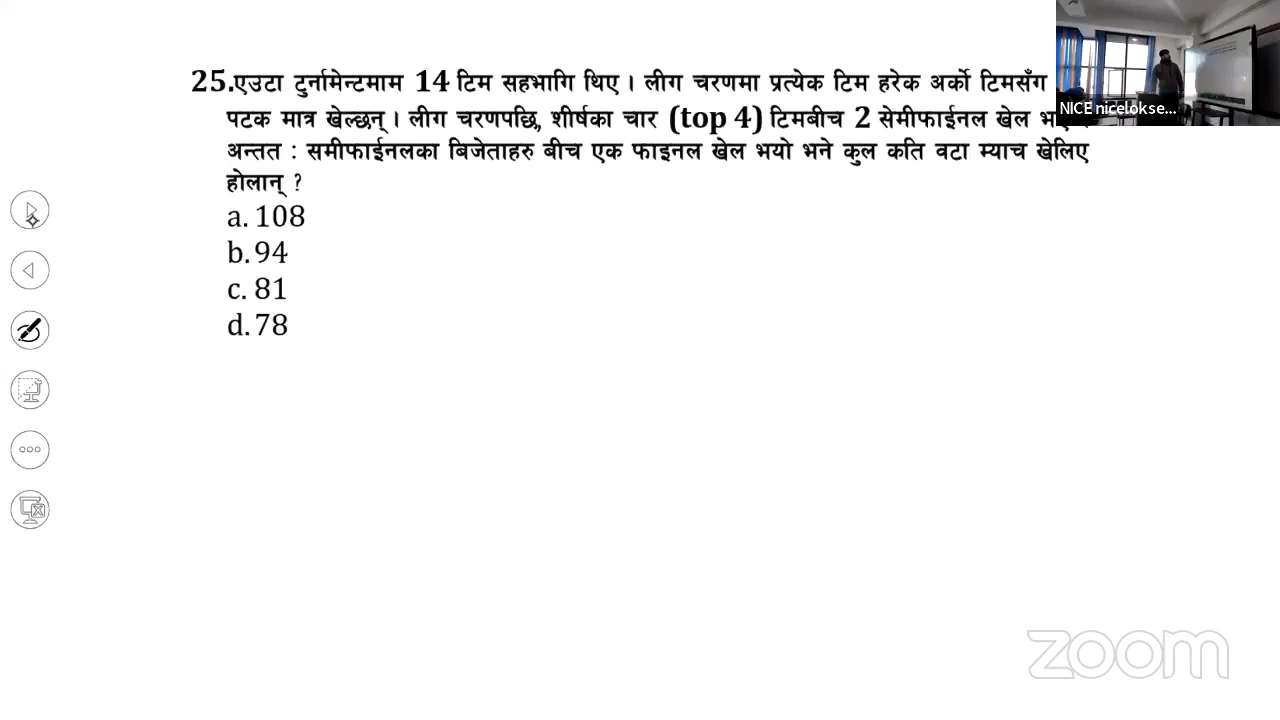 25.एउटा टुर्नामेन्टमाम 14 टिम सहभागि थिए । लीग चरणमा प्रत्येक टिम हरेक अर्को टिमसँग
पटक मात्र खेल्छन् । लीग चरणपछि, शीर्षका चार (top 4) टिमबीच 2 सेमीफाईनल खेल
अन्तत : समीफाईनलका बिजेताहरु बीच एक फाइनल खेल भयो भने कुल कति वटा म्याच खेलिए
होलान् ?
a. 108
b. 94
c. 81
d. 78
NICE nicelokse...
zoom